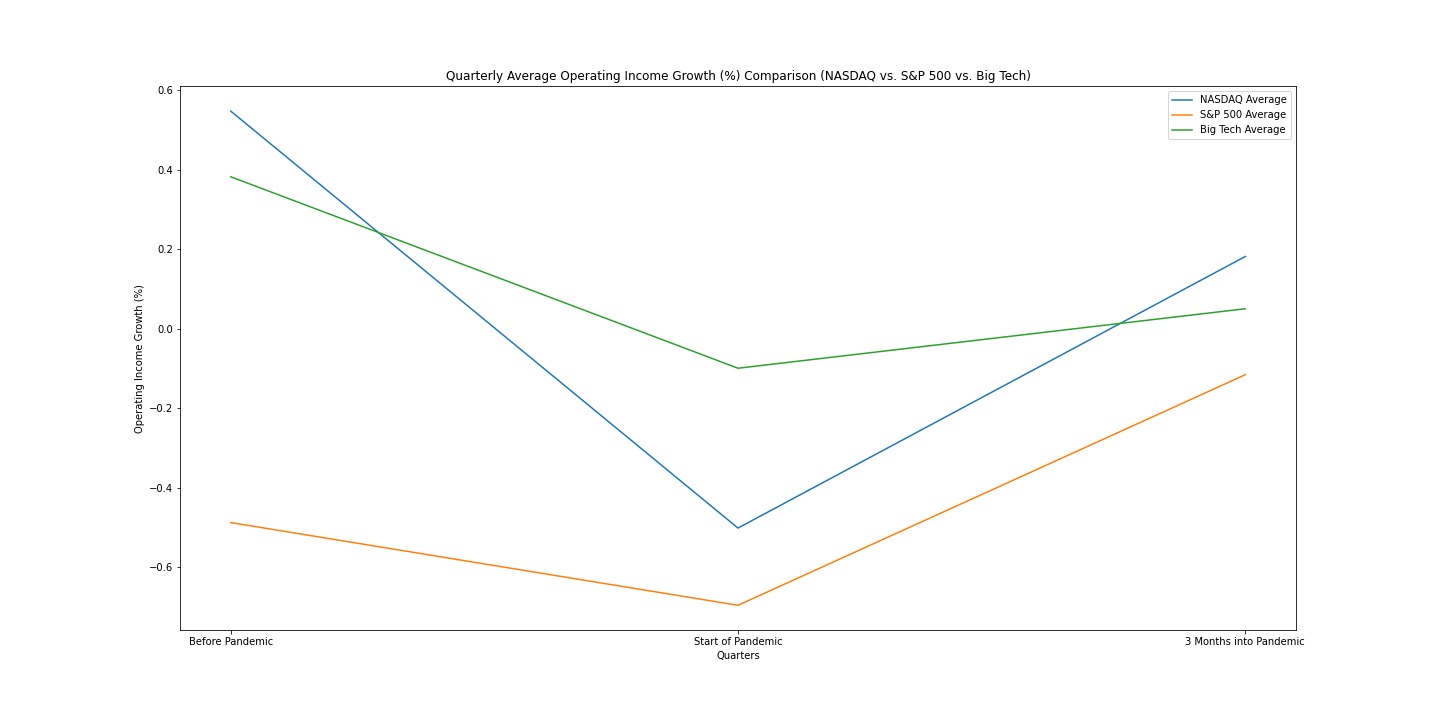 Quarterly Average Operating Income Growth (%) Comparison (NASDAQ vs. S&P 500 vs. Big Tech)
NASDAQ Average
S&P 500 Average
Big Tech Average
Operating Income Growth (%)
0.6
0.4
0.2
0.0
−0.2
−0.4
−0.6
Before Pandemic
Start of Pandemic
3 Months into Pandemic
Quarters